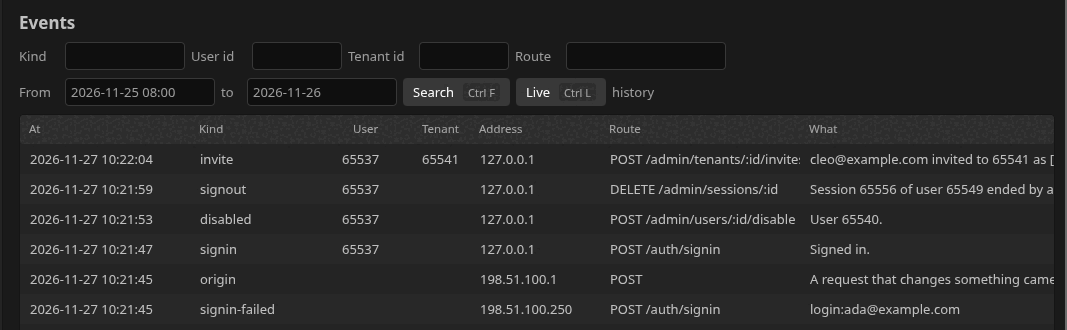 Events
Kind User id Tenant id Route
From 2026-11-25 08:00 to 2026-11-26 Search Ctrl F Live Ctrl L history
At Kind User Tenant Address Route What
2026-11-27 10:22:04 invite 65537 65541 127.0.0.1 POST /admin/tenants/:id/invites cleo@example.com invited to 65541 as [
2026-11-27 10:21:59 signout 65537 127.0.0.1 DELETE /admin/sessions/:id Session 65556 of user 65549 ended by a
2026-11-27 10:21:53 disabled 65537 127.0.0.1 POST /admin/users/:id/disable User 65540.
2026-11-27 10:21:47 signin 65537 127.0.0.1 POST /auth/signin Signed in.
2026-11-27 10:21:45 origin 198.51.100.1 POST A request that changes something came
2026-11-27 10:21:45 signin-failed 198.51.100.250 POST /auth/signin login:ada@example.com